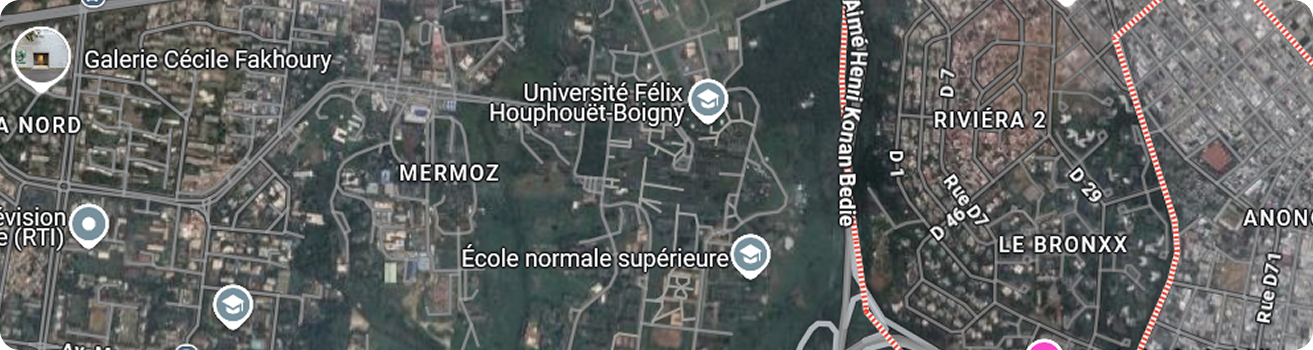 Galerie Cécile Fakhoury
A NORD
MERMOZ
Université Félix
Houphouët-Boigny
École normale supérieure
évision
e (RTI)
Aimé Henri Konan Bedie
D 7
RIVIÉRA 2
D 1
Rue D7
D 46
D 29
LE BRONXX
ANONO
Rue D71